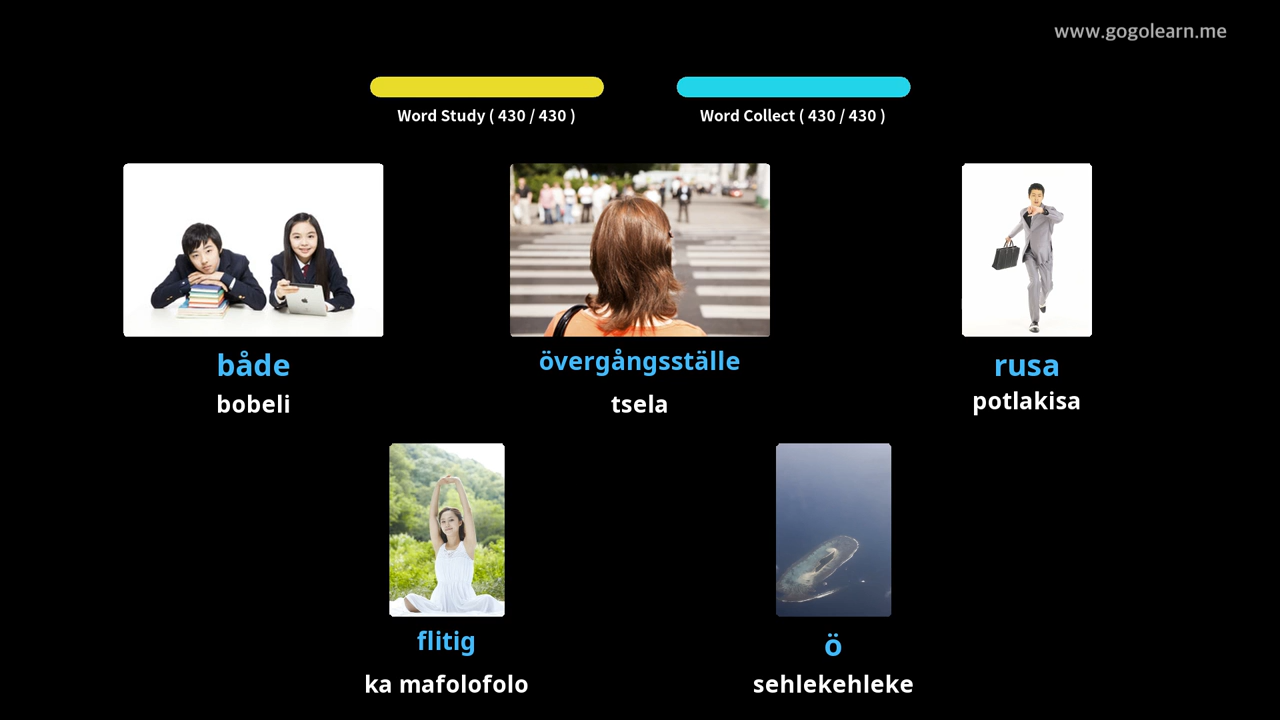 www.gogolearn.me
Word Study ( 430 / 430 )
Word Collect ( 430 / 430 )
både
bobeli
övergångsställe
tsela
rusa
potlakisa
flitig
ka mafolofolo
ö
sehlekehleke